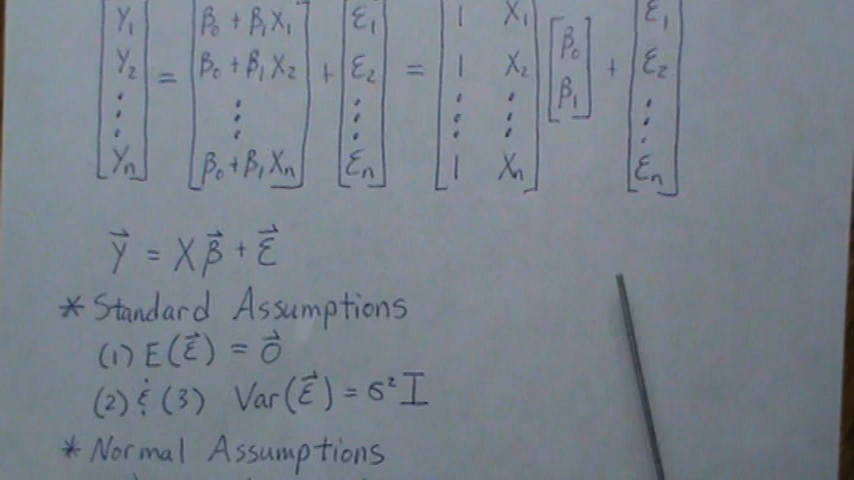 Y₁ β₀ + β₁X₁ ε₁ 1 X₁ ε₁
Y₂ = β₀ + β₁X₂ + ε₂ = 1 X₂ β₀ β₁ + ε₂
⋮ ⋮ ⋮ ⋮ ⋮ ⋮
Yₙ β₀ + β₁Xₙ εₙ 1 Xₙ εₙ
Y⃗ = Xβ⃗ + ε⃗
* Standard Assumptions
(1) E(ε⃗) = 0⃗
(2) & (3) Var(ε⃗) = σ² I
* Normal Assumptions